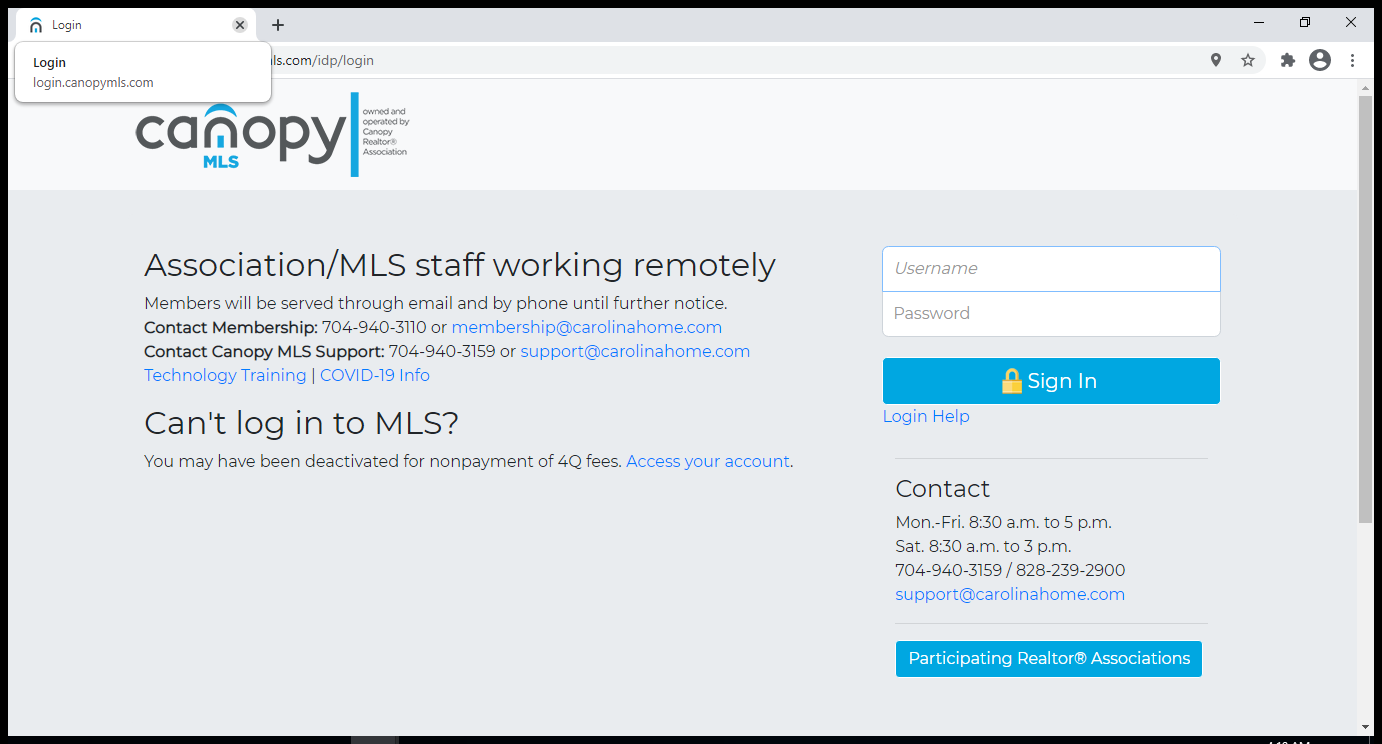 Login
Login
login.canopymls.com
ls.com/idp/login
canopy
MLS
owned and
operated by
Canopy
Realtor®
Association
Association/MLS staff working remotely
Members will be served through email and by phone until further notice.
Contact Membership: 704-940-3110 or membership@carolinahome.com
Contact Canopy MLS Support: 704-940-3159 or support@carolinahome.com
Technology Training | COVID-19 Info
Can't log in to MLS?
You may have been deactivated for nonpayment of 4Q fees. Access your account.
Username
Password
Sign In
Login Help
Contact
Mon.-Fri. 8:30 a.m. to 5 p.m.
Sat. 8:30 a.m. to 3 p.m.
704-940-3159 / 828-239-2900
support@carolinahome.com
Participating Realtor® Associations